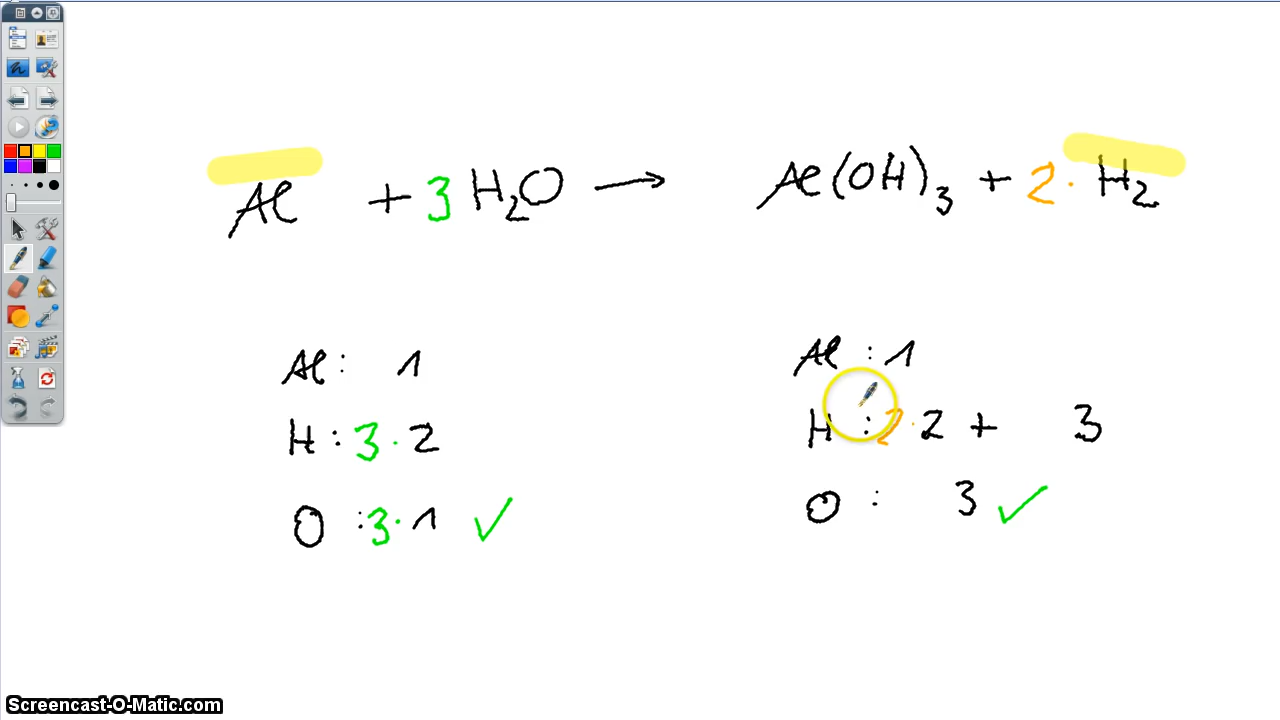 Al + 3 H₂O → Al(OH)₃ + 2 · H₂
Al : 1
H : 3 · 2
O : 3 · 1 ✓
Al : 1
H : 2 · 2 + 3
O : 3 ✓
Screencast-O-Matic.com